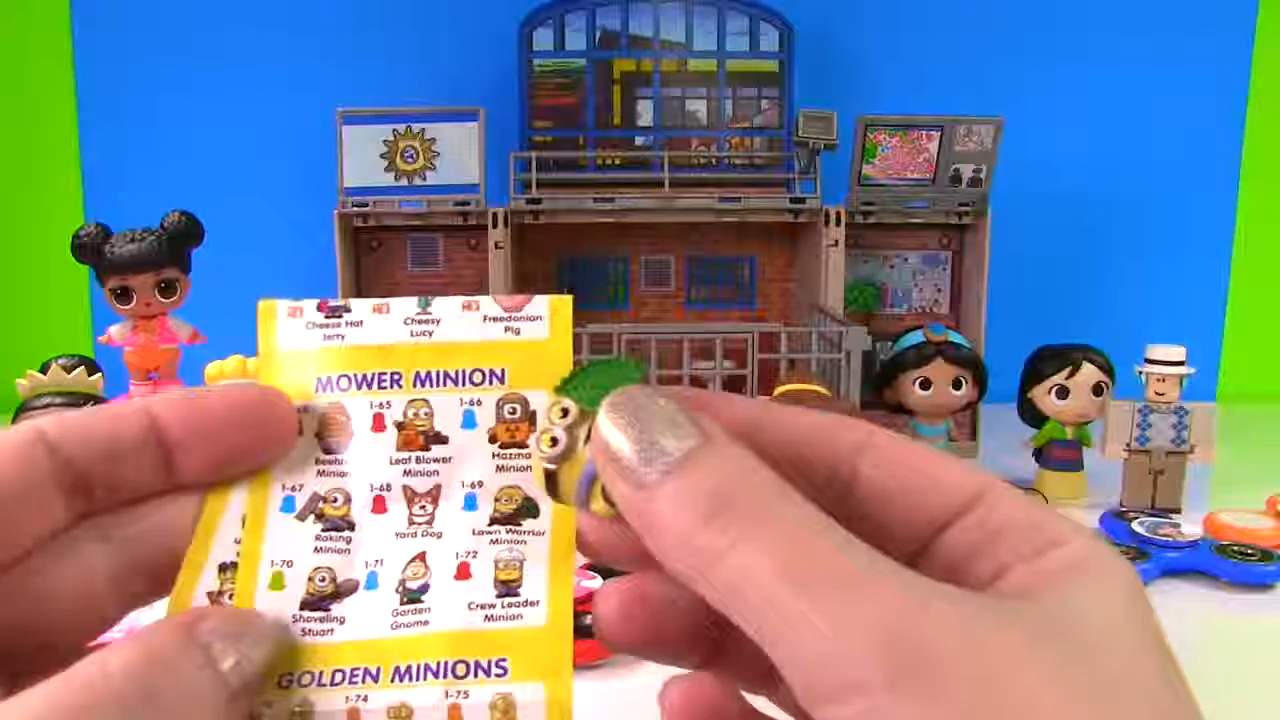 Cheese Hat Jerry
Cheesy Lucy
Freedonian Pig
MOWER MINION
1-65 1-66
Minion
Leaf Blower Minion
Hazmat Minion
1-67 1-68 1-69
Raking Minion
Yard Dog
Lawn Warrior Minion
1-70 1-71 1-72
Shoveling Stuart
Garden Gnome
Crew Leader Minion
GOLDEN MINIONS
1-74 1-75